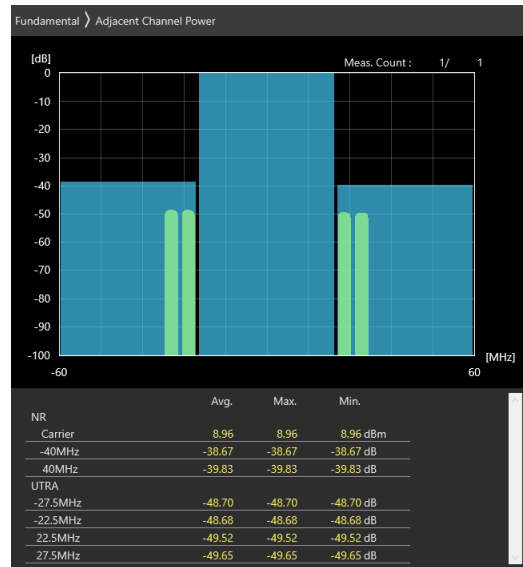 Fundamental 〉 Adjacent Channel Power
[dB]
Meas. Count : 1/ 1
0
-10
-20
-30
-40
-50
-60
-70
-80
-90
-100
[MHz]
-60 60
Avg. Max. Min.
NR
Carrier 8.96 8.96 8.96 dBm
-40MHz -38.67 -38.67 -38.67 dB
40MHz -39.83 -39.83 -39.83 dB
UTRA
-27.5MHz -48.70 -48.70 -48.70 dB
-22.5MHz -48.68 -48.68 -48.68 dB
22.5MHz -49.52 -49.52 -49.52 dB
27.5MHz -49.65 -49.65 -49.65 dB